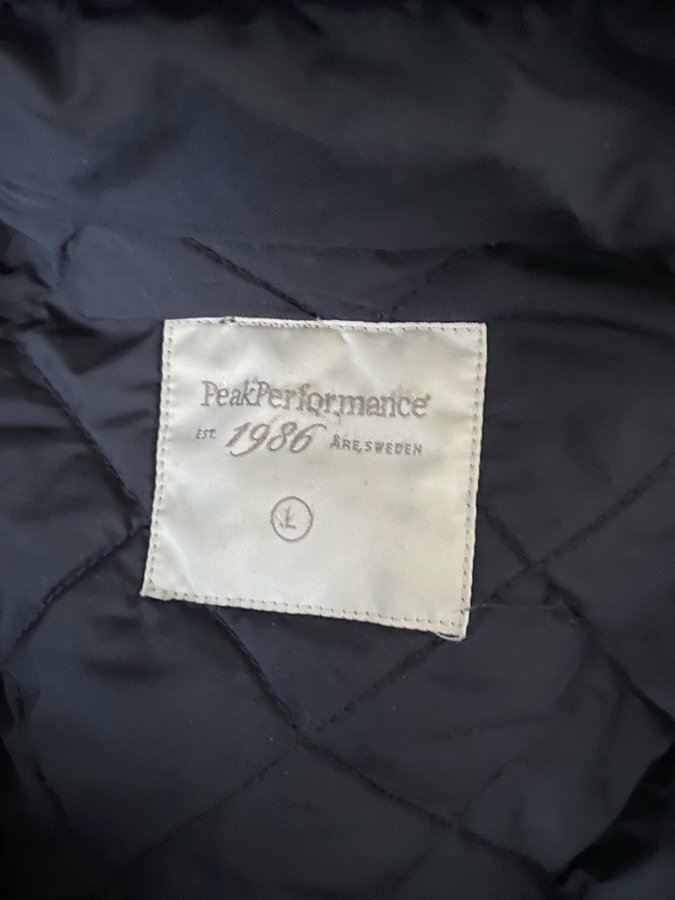 PeakPerformance®
EST. 1986 ÅRE, SWEDEN
L